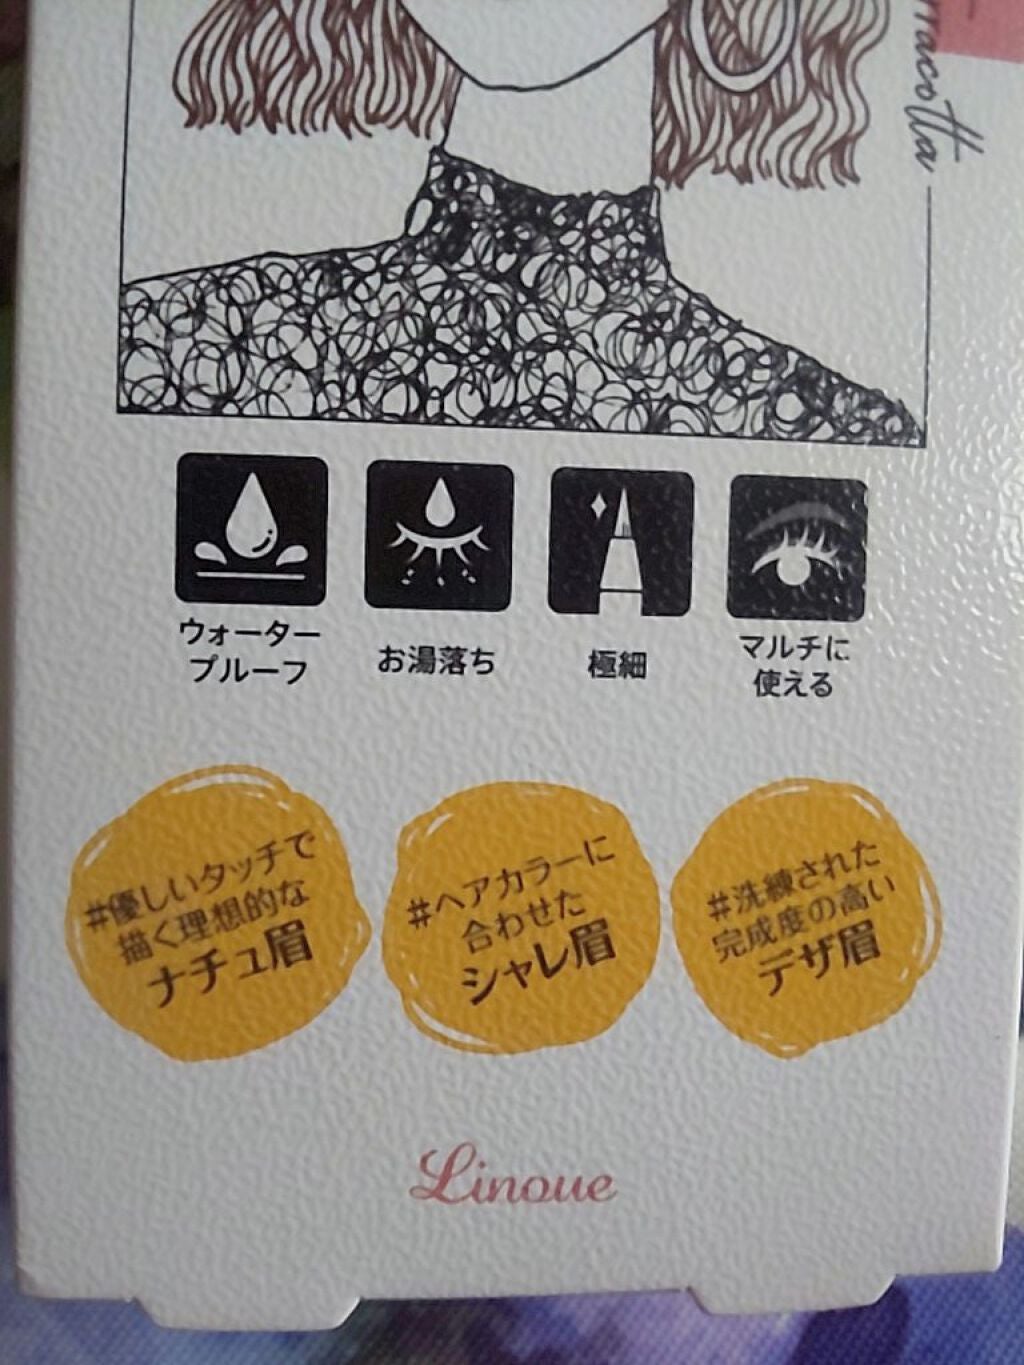 ウォーター
プルーフ
お湯落ち
極細
マルチに
使える
#優しいタッチで
描く理想的な
ナチュ眉
#ヘアカラーに
合わせた
シャレ眉
#洗練された
完成度の高い
デザ眉
Linoue